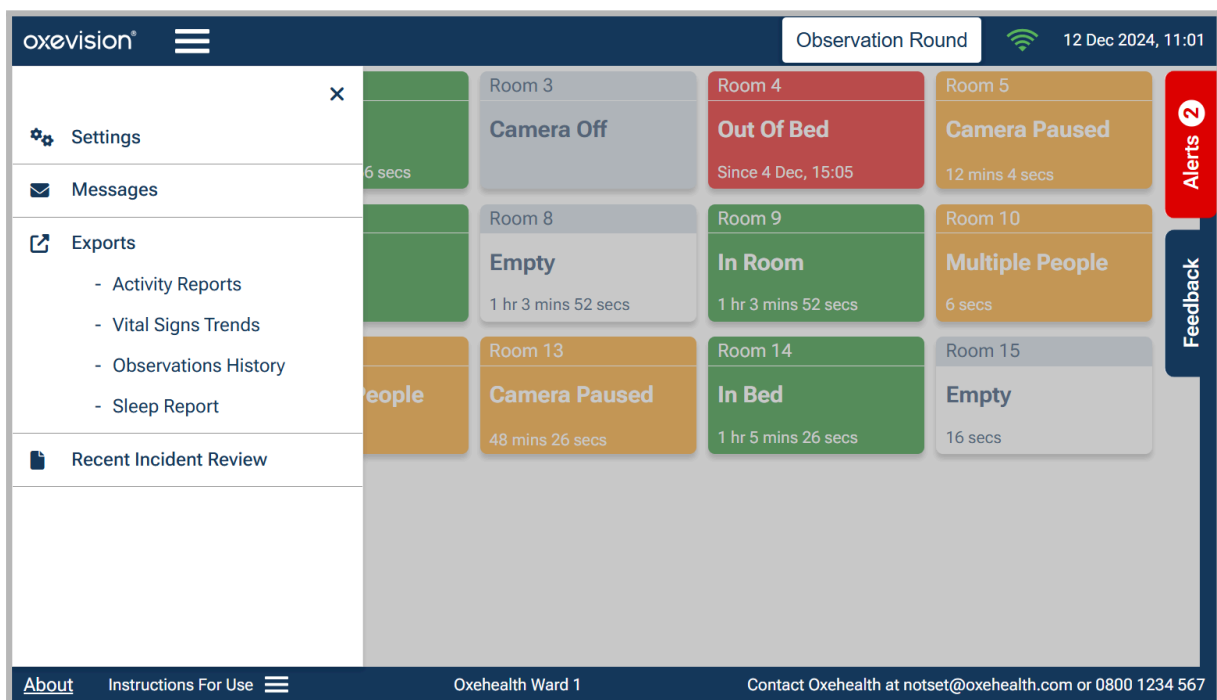 oxevision®
Observation Round
12 Dec 2024, 11:01
Settings
Messages
Exports
- Activity Reports
- Vital Signs Trends
- Observations History
- Sleep Report
Recent Incident Review
6 secs
Room 3
Camera Off
Room 4
Out Of Bed
Since 4 Dec, 15:05
Room 5
Camera Paused
12 mins 4 secs
Room 8
Empty
1 hr 3 mins 52 secs
Room 9
In Room
1 hr 3 mins 52 secs
Room 10
Multiple People
6 secs
People
Room 13
Camera Paused
48 mins 26 secs
Room 14
In Bed
1 hr 5 mins 26 secs
Room 15
Empty
16 secs
Alerts 2
Feedback
About
Instructions For Use
Oxehealth Ward 1
Contact Oxehealth at notset@oxehealth.com or 0800 1234 567